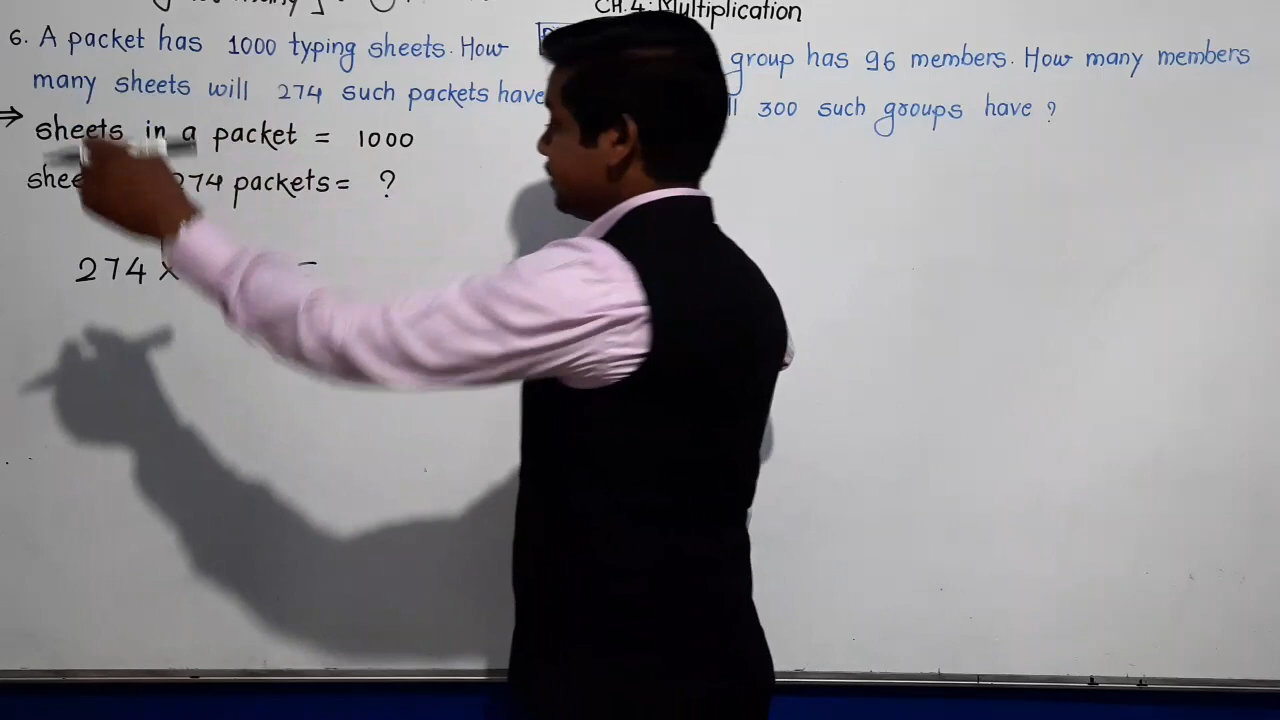 CH.4: Multiplication
6. A packet has 1000 typing sheets. How
many sheets will 274 such packets have
⇒ sheets in a packet = 1000
274 packets = ?
274 ×
group has 96 members. How many members
300 such groups have ?